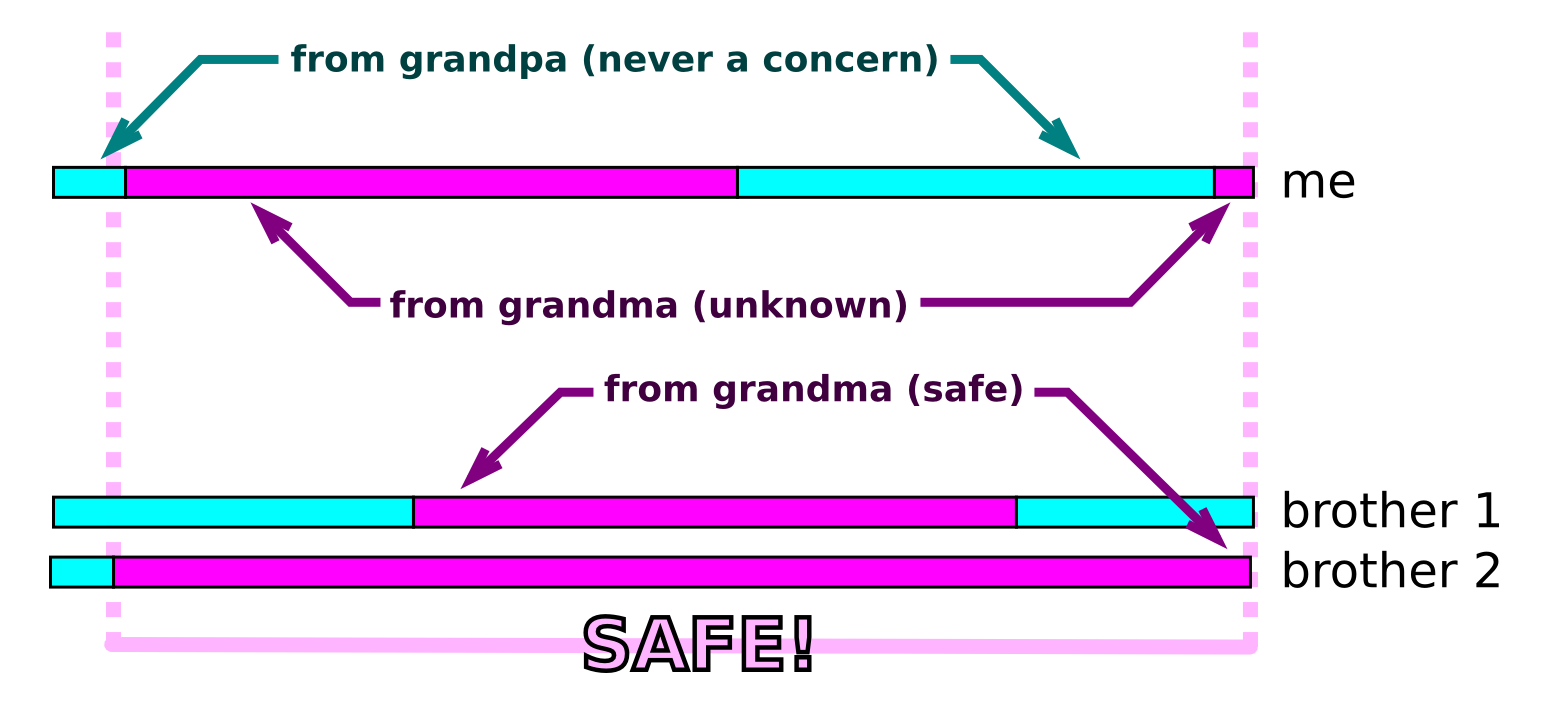 from grandpa (never a concern)
me
from grandma (unknown)
from grandma (safe)
brother 1
brother 2
SAFE!